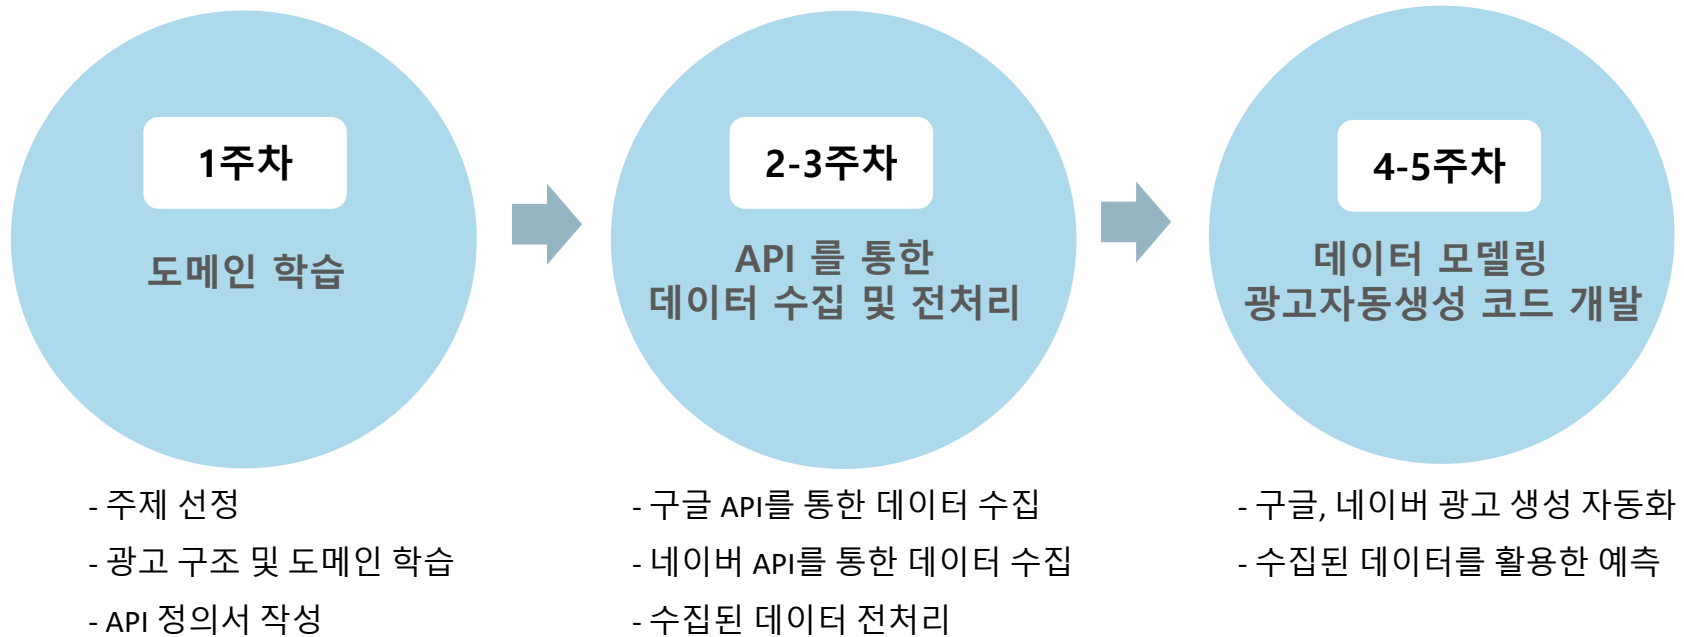 1주차
도메인 학습
- 주제 선정
- 광고 구조 및 도메인 학습
- API 정의서 작성
2-3주차
API 를 통한
데이터 수집 및 전처리
- 구글 API를 통한 데이터 수집
- 네이버 API를 통한 데이터 수집
- 수집된 데이터 전처리
4-5주차
데이터 모델링
광고자동생성 코드 개발
- 구글, 네이버 광고 생성 자동화
- 수집된 데이터를 활용한 예측